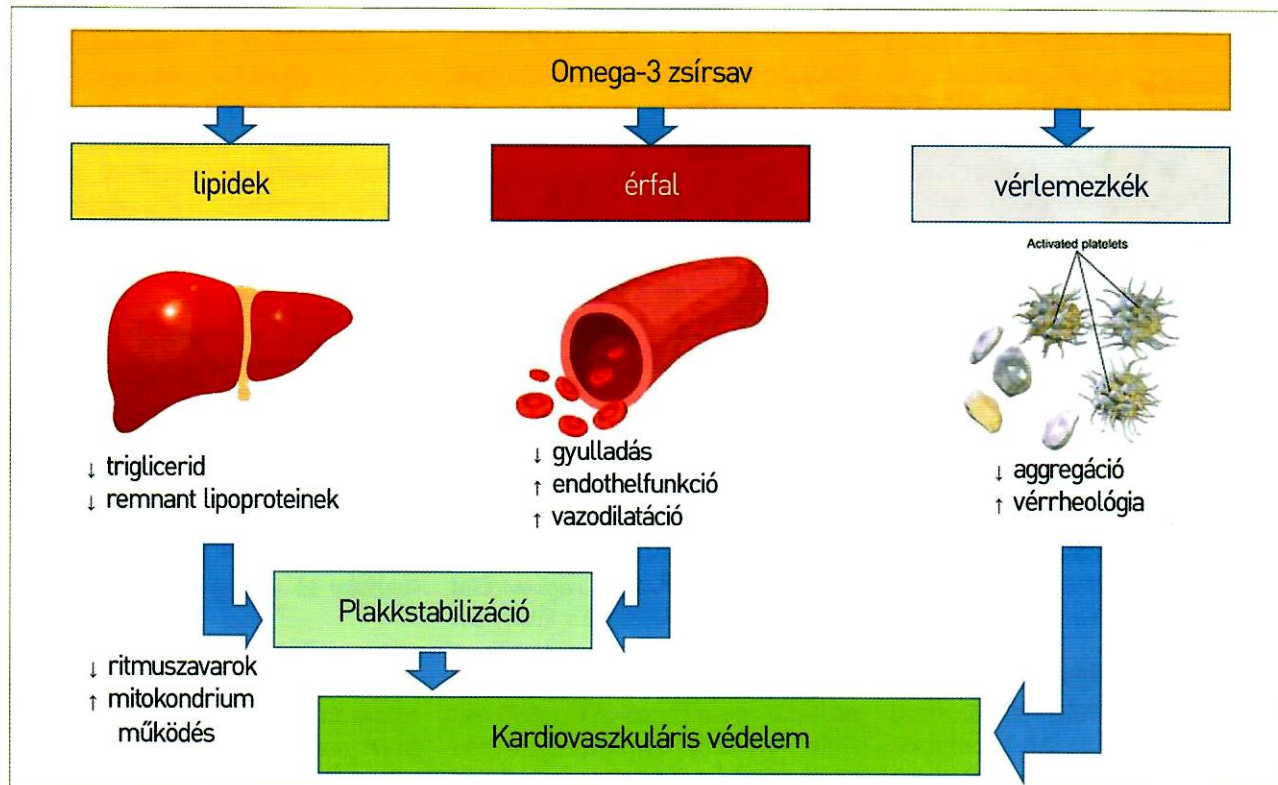 Omega-3 zsírsav
lipidek
érfal
vérlemezkék
Activated platelets
↓ triglicerid
↓ remnant lipoproteinek
↓ gyulladás
↑ endothelfunkció
↑ vazodilatáció
↓ aggregáció
↑ vérrheológia
Plakkstabilizáció
↓ ritmuszavarok
↑ mitokondrium
működés
Kardiovaszkuláris védelem